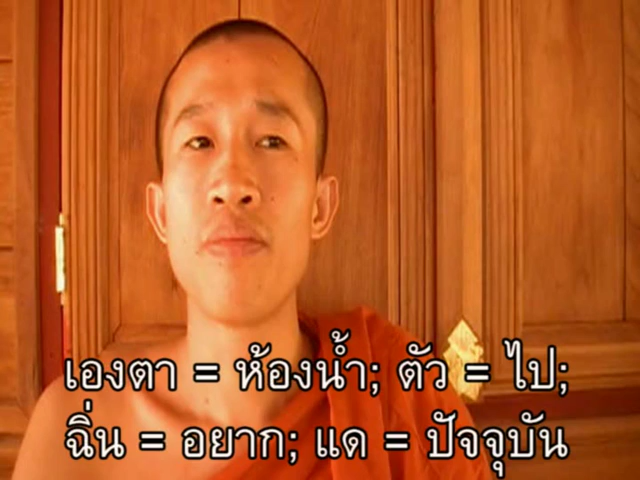 เองตา = ห้องน้ำ; ตัว = ไป;
ฉิ่น = อยาก; แด = ปัจจุบัน